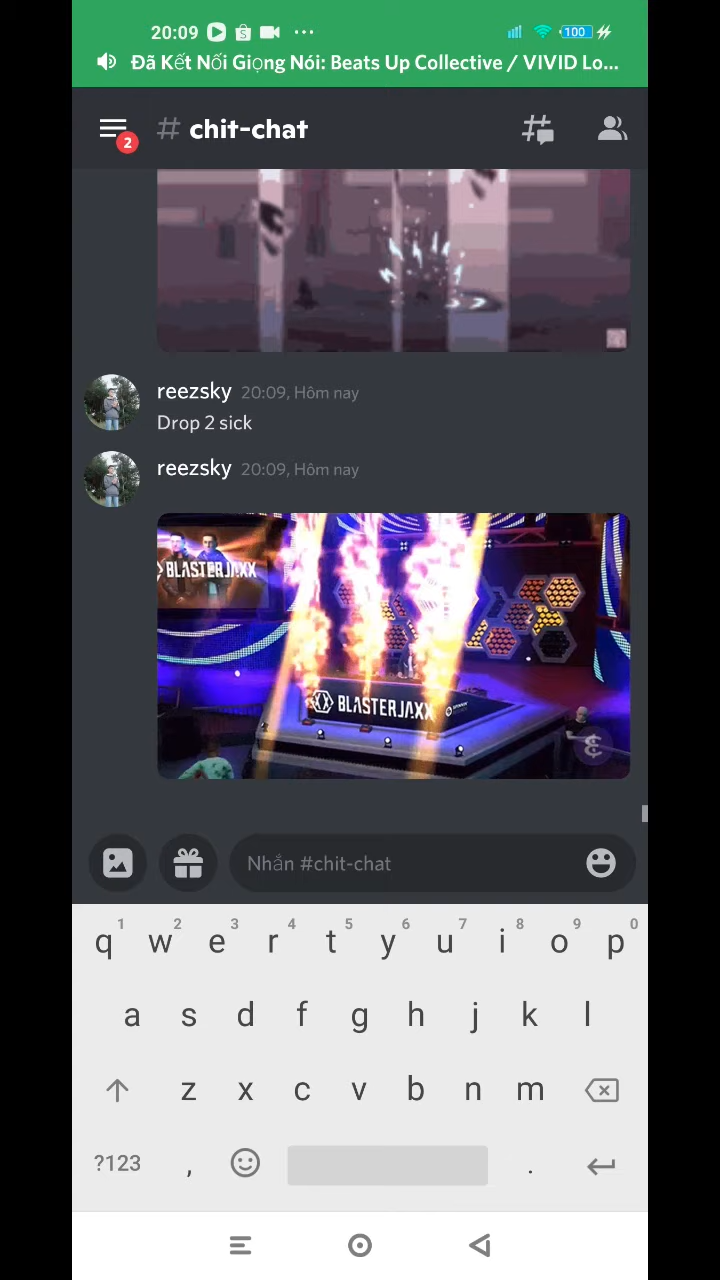 20:09
100
Đã Kết Nối Giọng Nói: Beats Up Collective / VIVID Lo...
2
# chit-chat
reezsky 20:09, Hôm nay
Drop 2 sick
reezsky 20:09, Hôm nay
BLASTERJAXX
BLASTERJAXX
Nhắn #chit-chat
1 2 3 4 5 6 7 8 9 0
q w e r t y u i o p
a s d f g h j k l
z x c v b n m
?123 , .